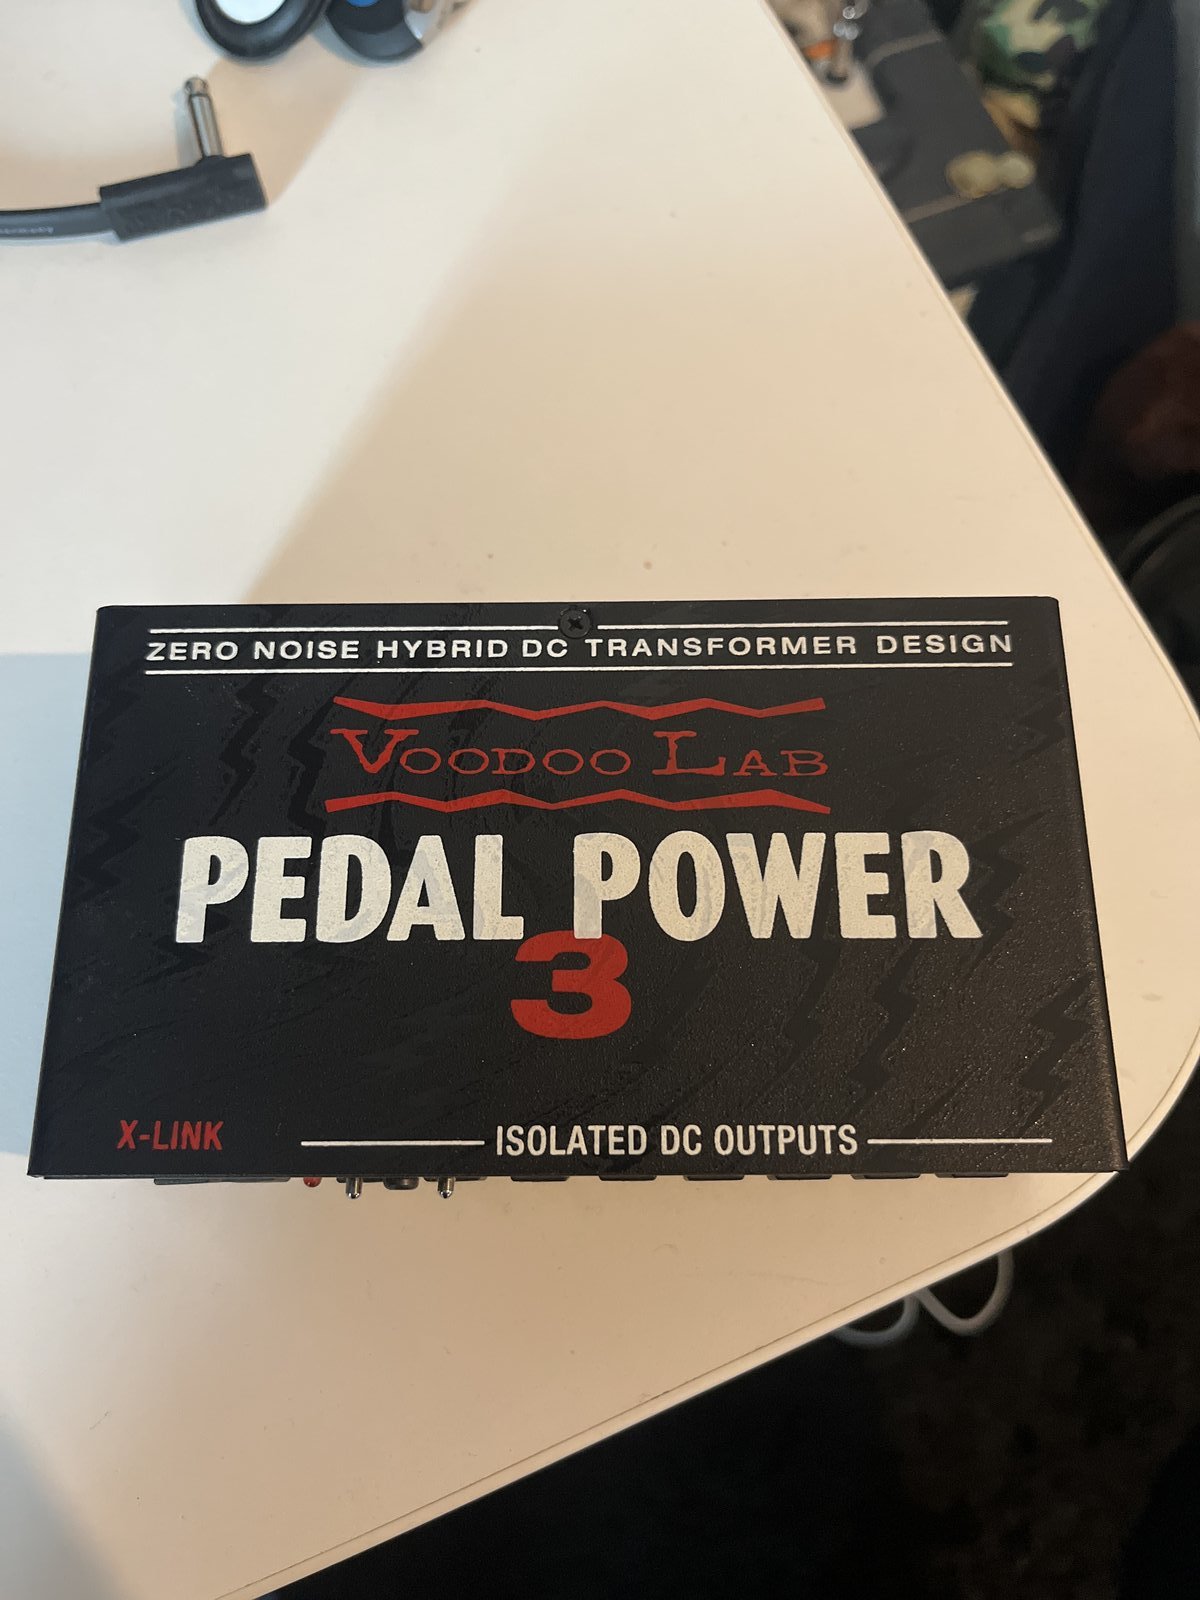 ZERO NOISE HYBRID DC TRANSFORMER DESIGN
VOODOO LAB
PEDAL POWER
3
X-LINK
ISOLATED DC OUTPUTS